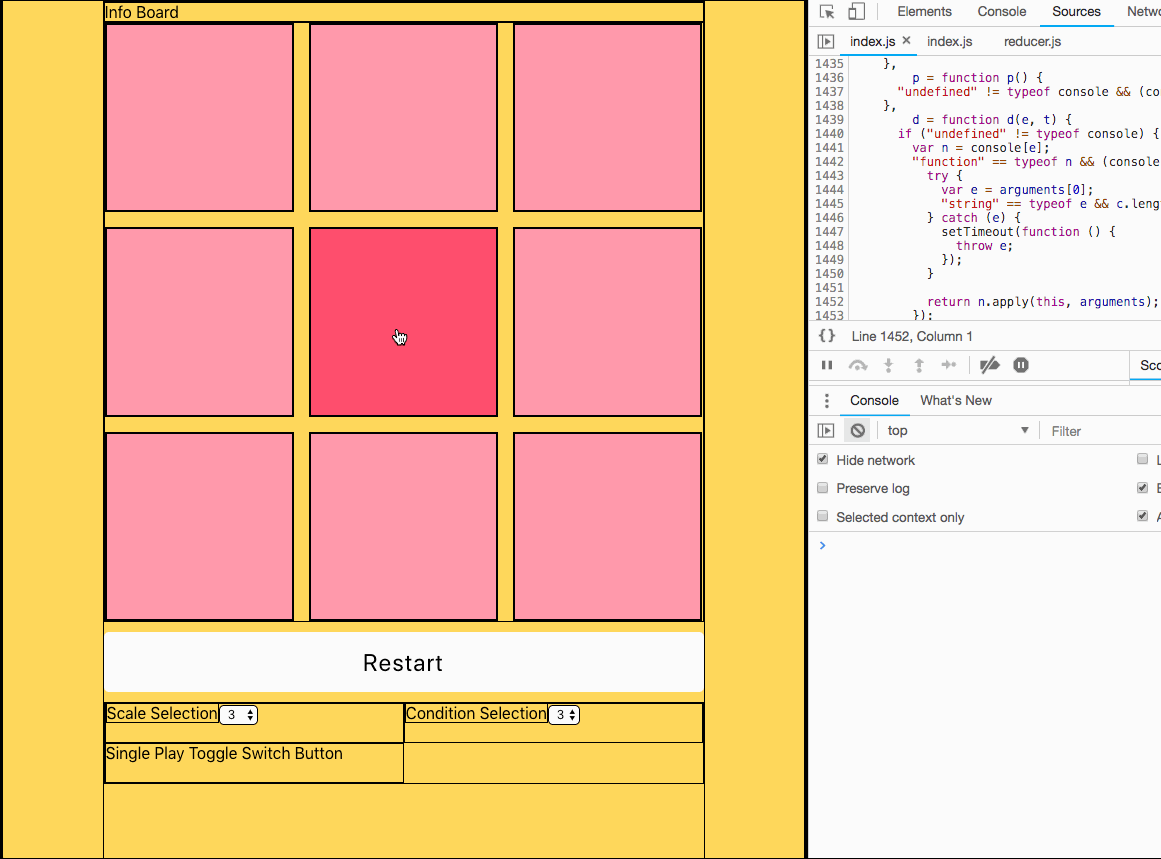 Info Board
Restart
Scale Selection 3
Condition Selection 3
Single Play Toggle Switch Button
Elements Console Sources Netwo
index.js × index.js reducer.js
1435 },
1436 p = function p() {
1437 "undefined" != typeof console && (co
1438 },
1439 d = function d(e, t) {
1440 if ("undefined" != typeof console) {
1441 var n = console[e];
1442 "function" == typeof n && (console
1443 try {
1444 var e = arguments[0];
1445 "string" == typeof e && c.leng
1446 } catch (e) {
1447 setTimeout(function () {
1448 throw e;
1449 });
1450 }
1451
1452 return n.apply(this, arguments);
1453 });
{} Line 1452, Column 1
Sco
Console What's New
top Filter
Hide network
Preserve log
Selected context only